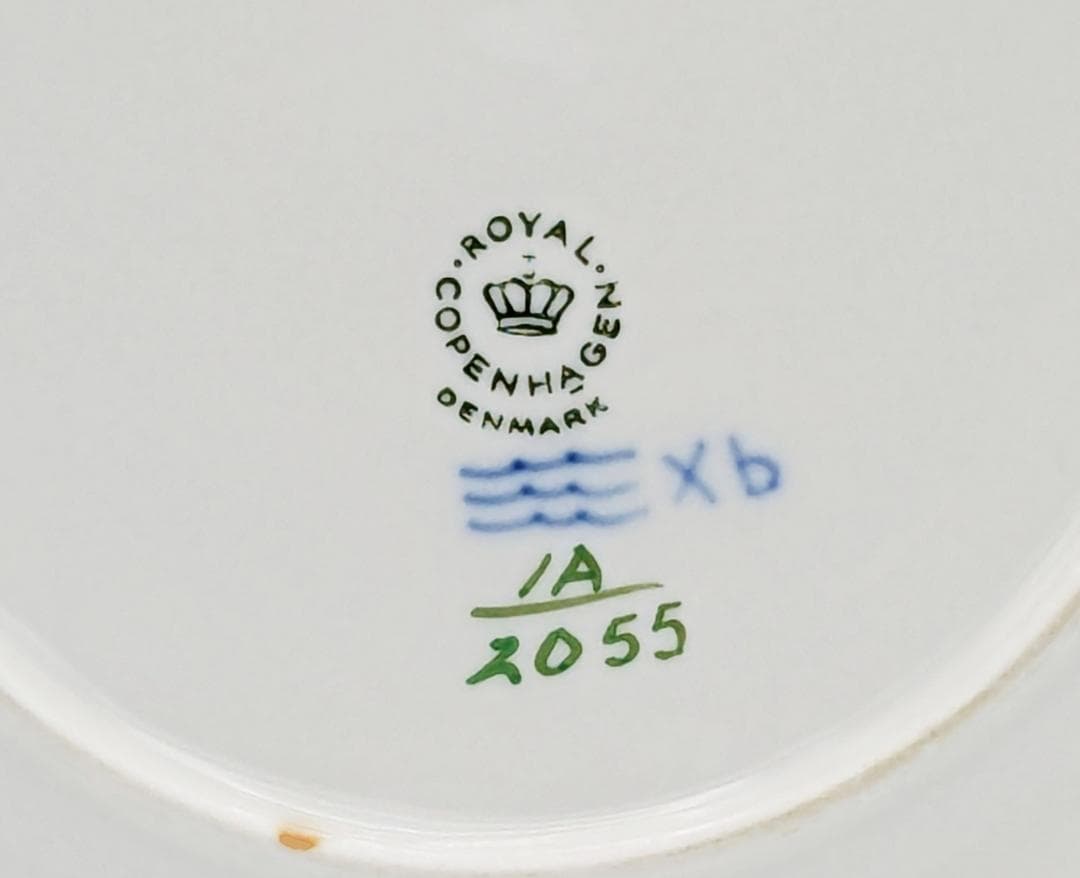 ROYAL
COPENHAGEN
DENMARK
Xb
1A
2055